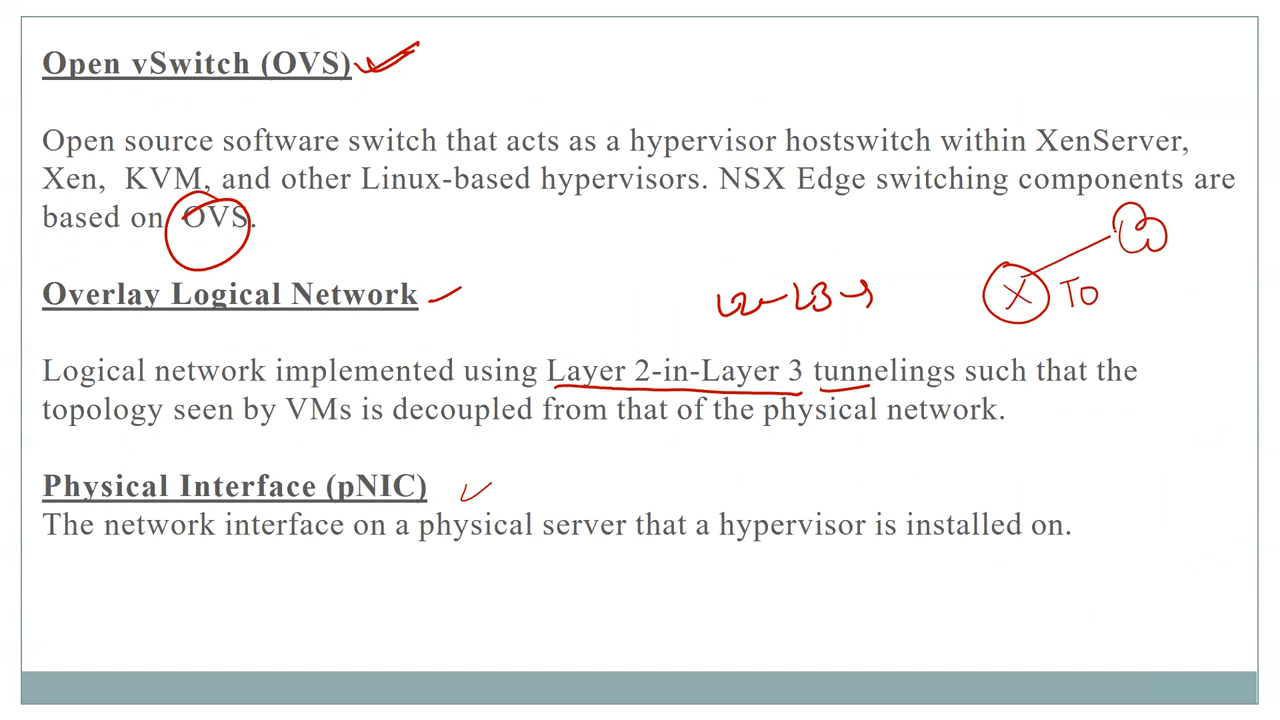 Open vSwitch (OVS)
Open source software switch that acts as a hypervisor hostswitch within XenServer,
Xen, KVM, and other Linux-based hypervisors. NSX Edge switching components are
based on OVS.
X TO
Overlay Logical Network
L2-L3
Logical network implemented using Layer 2-in-Layer 3 tunnelings such that the
topology seen by VMs is decoupled from that of the physical network.
Physical Interface (pNIC)
The network interface on a physical server that a hypervisor is installed on.